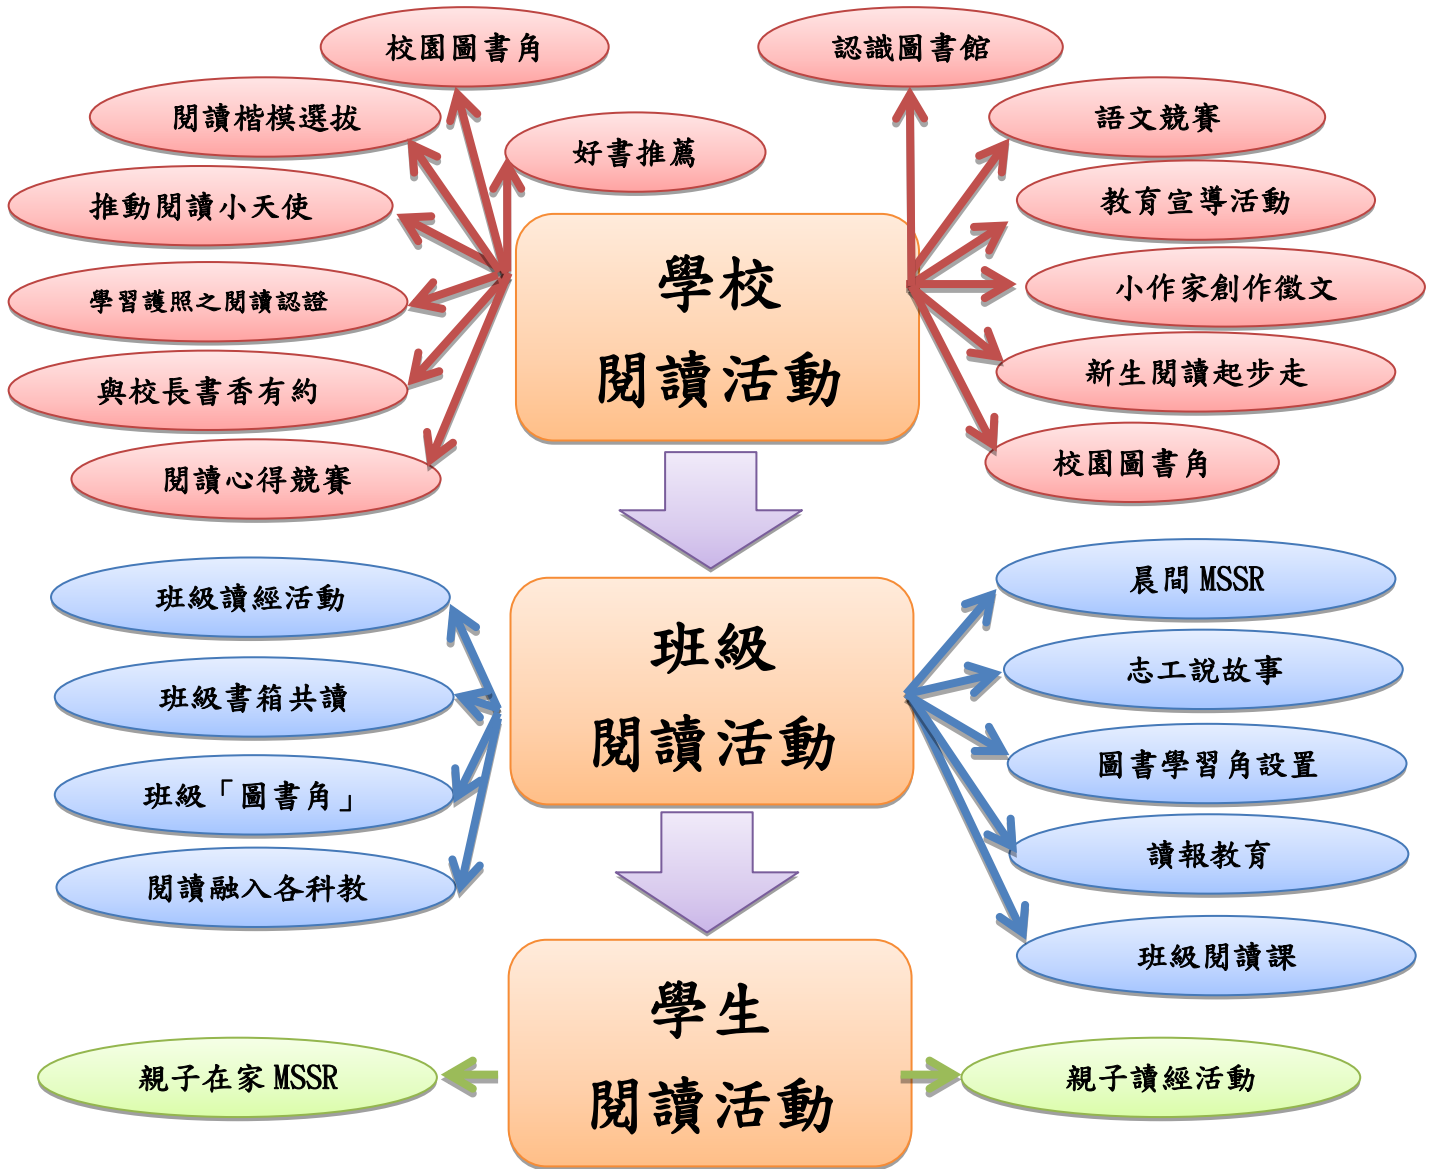 校園圖書角
認識圖書館
閱讀楷模選拔
語文競賽
好書推薦
推動閱讀小天使
教育宣導活動
學習護照之閱讀認證
小作家創作徵文
與校長書香有約
新生閱讀起步走
閱讀心得競賽
校園圖書角
學校
閱讀活動
班級讀經活動
晨間 MSSR
班級書箱共讀
志工說故事
班級「圖書角」
圖書學習角設置
閱讀融入各科教
讀報教育
班級閱讀課
班級
閱讀活動
學生
閱讀活動
親子在家 MSSR
親子讀經活動